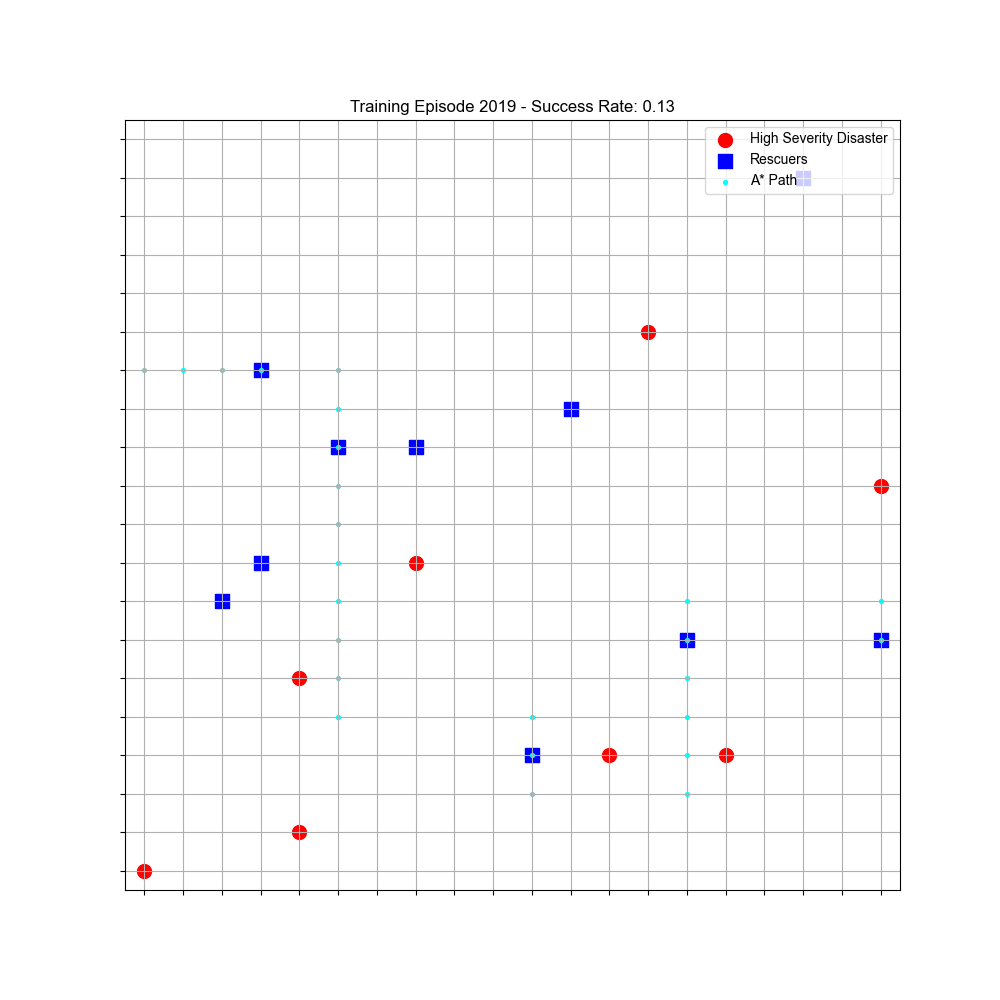 Training Episode 2019 - Success Rate: 0.13
High Severity Disaster
Rescuers
A* Path